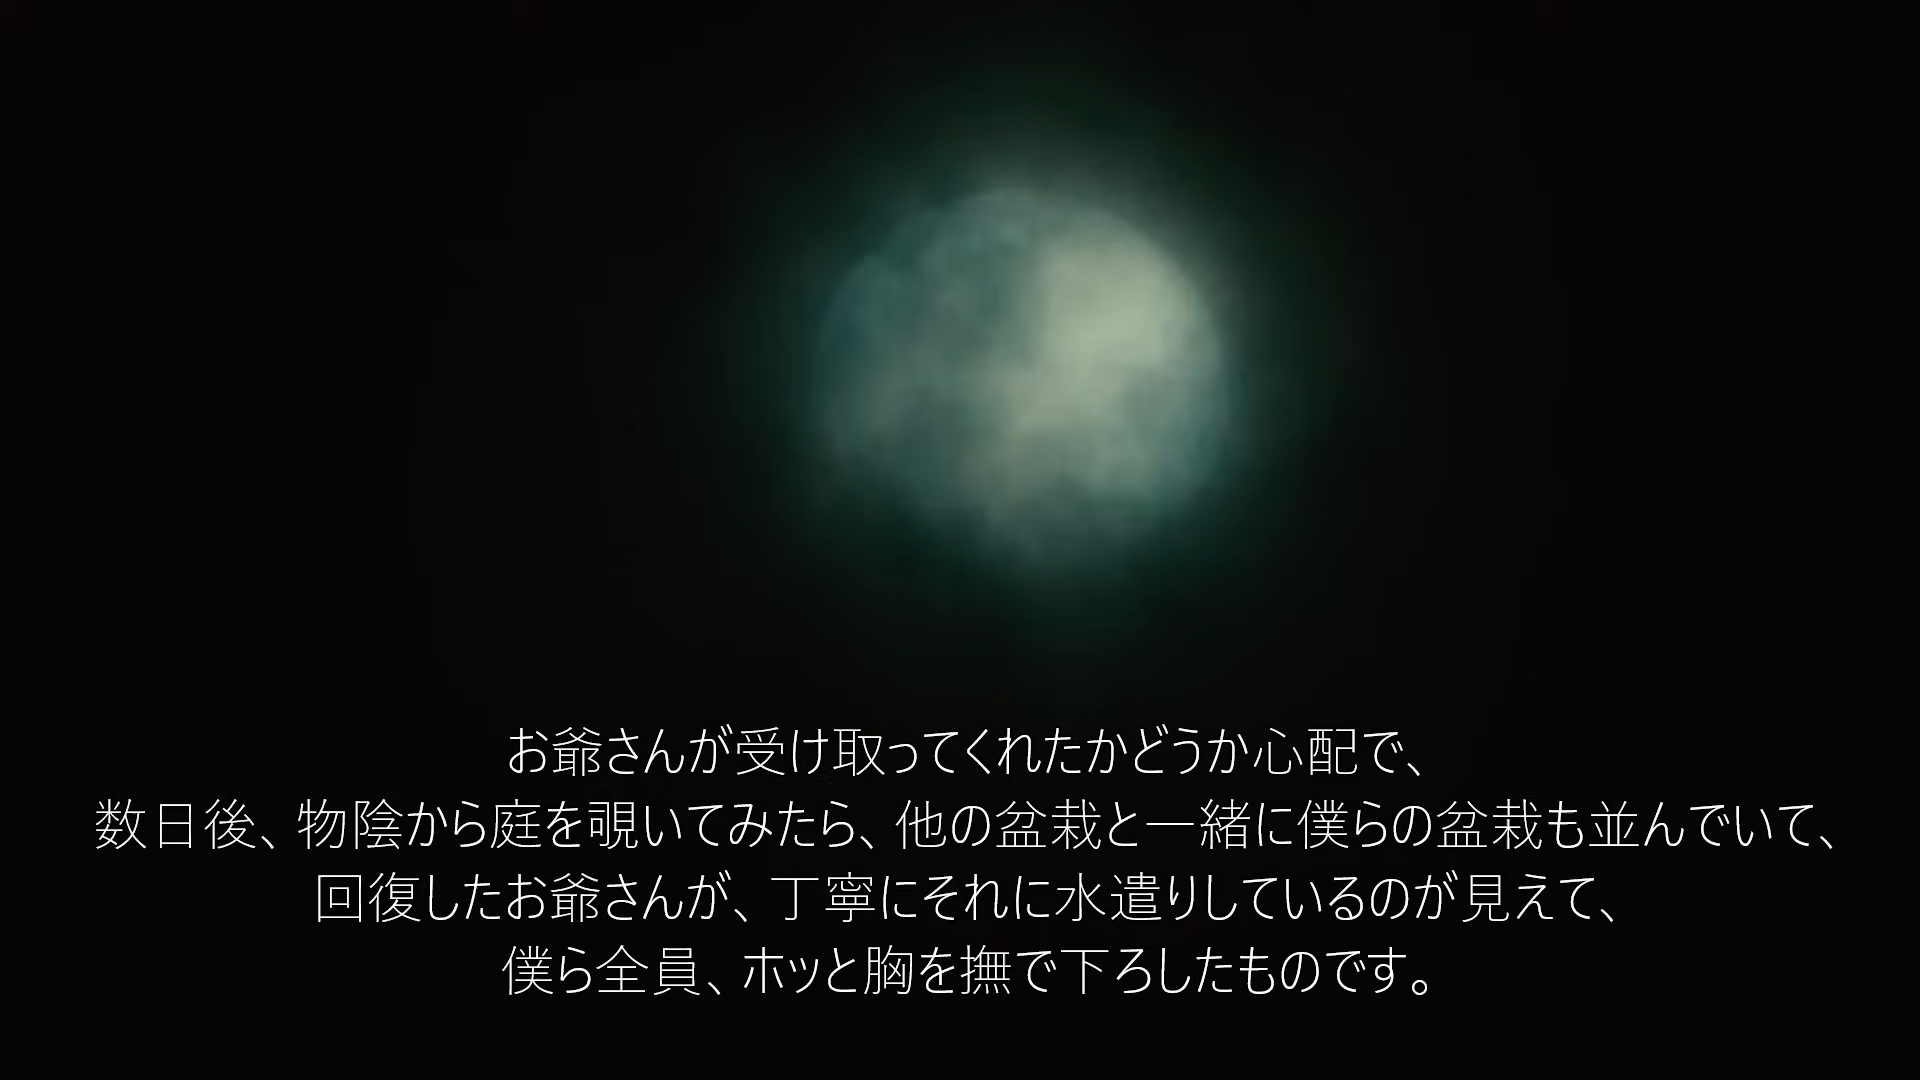 お爺さんが受け取ってくれたかどうか心配で、
数日後、物陰から庭を覗いてみたら、他の盆栽と一緒に僕らの盆栽も並んでいて、
回復したお爺さんが、丁寧にそれに水遣りしているのが見えて、
僕ら全員、ホッと胸を撫で下ろしたものです。